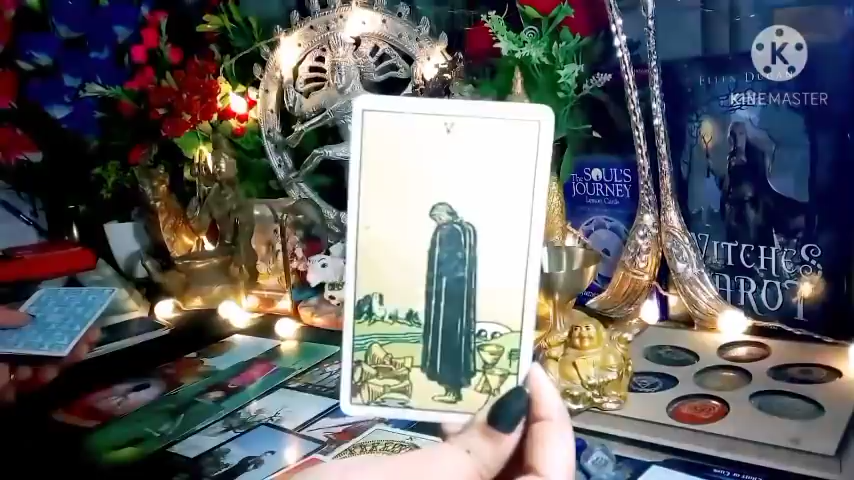 K
KINEMASTER
V
The SOUL'S
JOURNEY
Lesson Cards
ELLEN DUGAN
WITCHES
TAROT